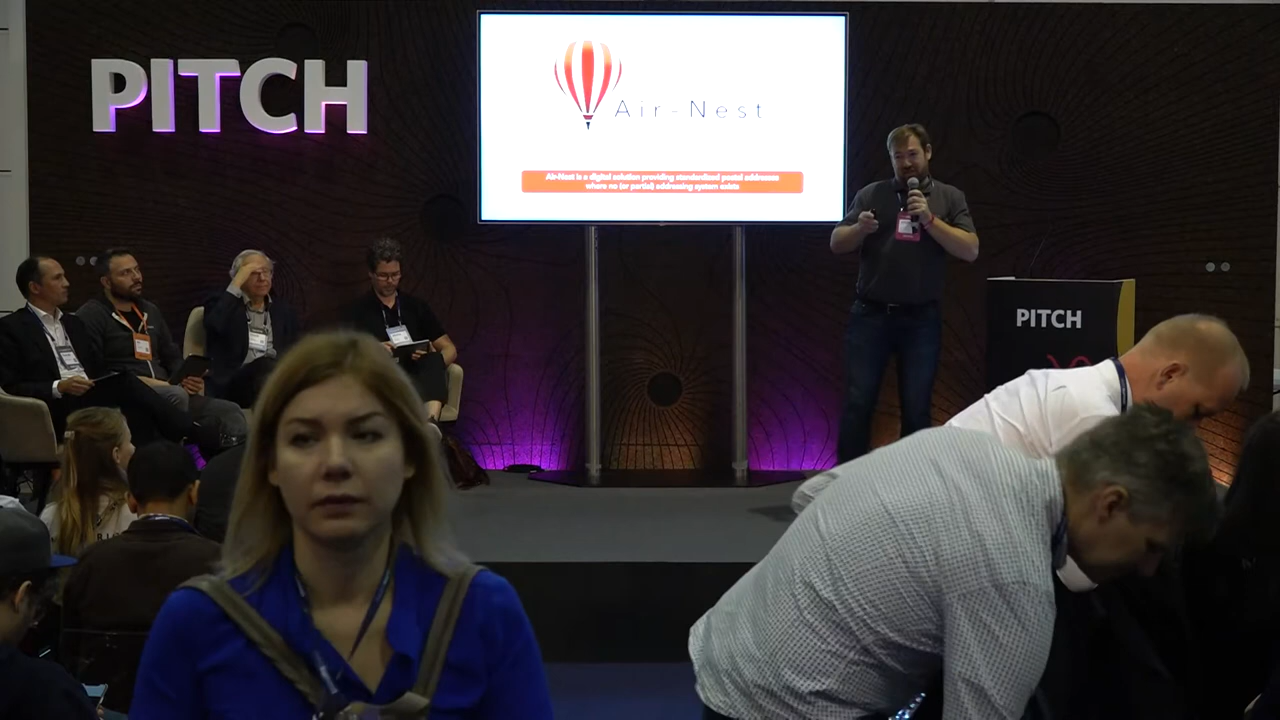 PITCH
Air-Nest
Air-Nest is a digital solution providing standardized postal addresses
where no (or partial) addressing system exists
PITCH